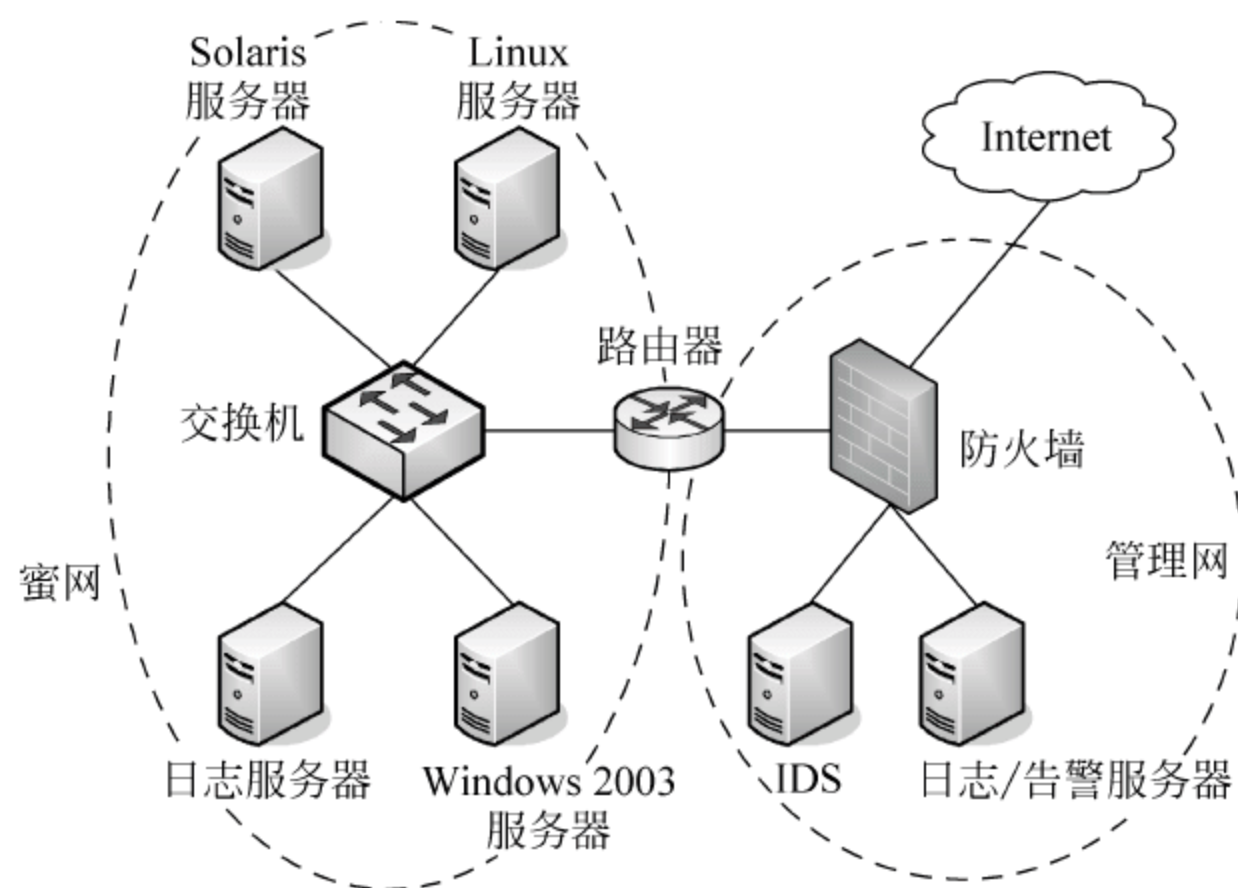 Solaris
服务器
Linux
服务器
Internet
路由器
交换机
防火墙
蜜网
管理网
日志服务器
Windows 2003
服务器
IDS
日志/告警服务器